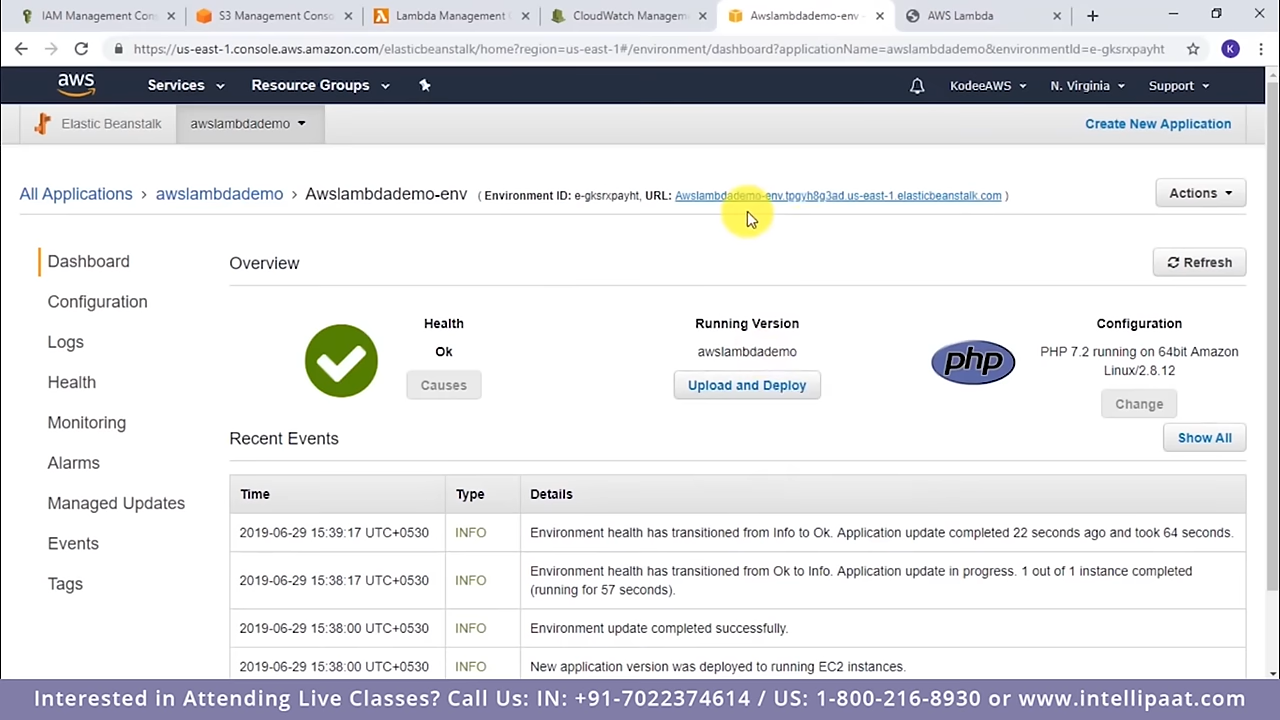 IAM Management Con
S3 Management Conso
Lambda Management C
CloudWatch Managem
Awslambdademo-env -
AWS Lambda
https://us-east-1.console.aws.amazon.com/elasticbeanstalk/home?region=us-east-1#/environment/dashboard?applicationName=awslambdademo&environmentId=e-gksrxpayht
K
aws
Services
Resource Groups
KodeeAWS
N. Virginia
Support
Elastic Beanstalk
awslambdademo
Create New Application
All Applications › awslambdademo › Awslambdademo-env ( Environment ID: e-gksrxpayht, URL: Awslambdademo-env.tpgyh8g3ad.us-east-1.elasticbeanstalk.com )
Actions
Dashboard
Configuration
Logs
Health
Monitoring
Alarms
Managed Updates
Events
Tags
Overview
Refresh
Health
Ok
Causes
Running Version
awslambdademo
Upload and Deploy
php
Configuration
PHP 7.2 running on 64bit Amazon
Linux/2.8.12
Change
Recent Events
Show All
Time Type Details
2019-06-29 15:39:17 UTC+0530 INFO Environment health has transitioned from Info to Ok. Application update completed 22 seconds ago and took 64 seconds.
2019-06-29 15:38:17 UTC+0530 INFO Environment health has transitioned from Ok to Info. Application update in progress. 1 out of 1 instance completed
(running for 57 seconds).
2019-06-29 15:38:00 UTC+0530 INFO Environment update completed successfully.
2019-06-29 15:38:00 UTC+0530 INFO New application version was deployed to running EC2 instances.
Interested in Attending Live Classes? Call Us: IN: +91-7022374614 / US: 1-800-216-8930 or www.intellipaat.com